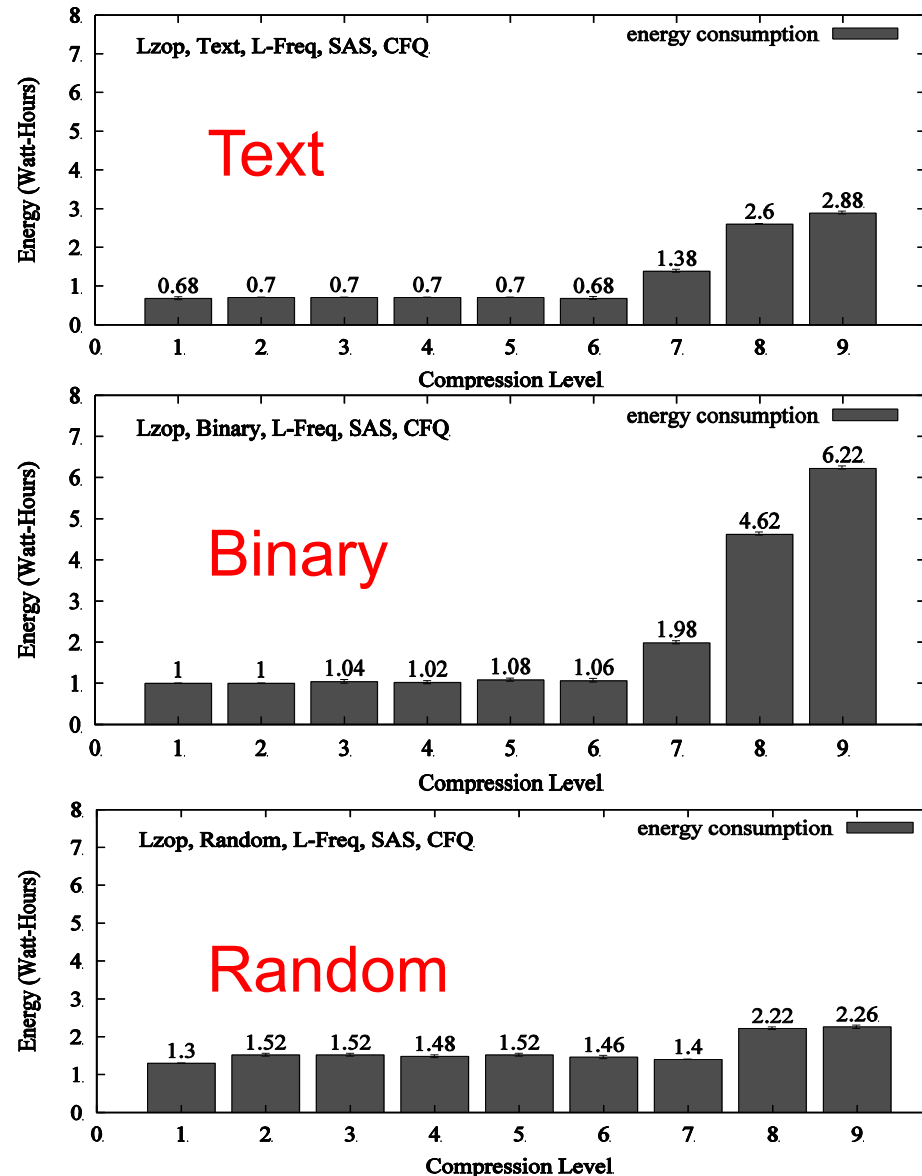 8.
Lzop, Text, L-Freq, SAS, CFQ
energy consumption
7.
6.
5.
Text
4.
3.
2.
1.
0.
Energy (Watt-Hours)
0.68 0.7 0.7 0.7 0.7 0.68 1.38 2.6 2.88
0. 1. 2. 3. 4. 5. 6. 7. 8. 9.
Compression Level
8.
Lzop, Binary, L-Freq, SAS, CFQ
energy consumption
7.
6.
5.
Binary
4.
3.
2.
1.
0.
Energy (Watt-Hours)
1 1 1.04 1.02 1.08 1.06 1.98 4.62 6.22
0. 1. 2. 3. 4. 5. 6. 7. 8. 9.
Compression Level
8.
Lzop, Random, L-Freq, SAS, CFQ
energy consumption
7.
6.
5.
4.
Random
3.
2.
1.
0.
Energy (Watt-Hours)
1.3 1.52 1.52 1.48 1.52 1.46 1.4 2.22 2.26
0. 1. 2. 3. 4. 5. 6. 7. 8. 9.
Compression Level